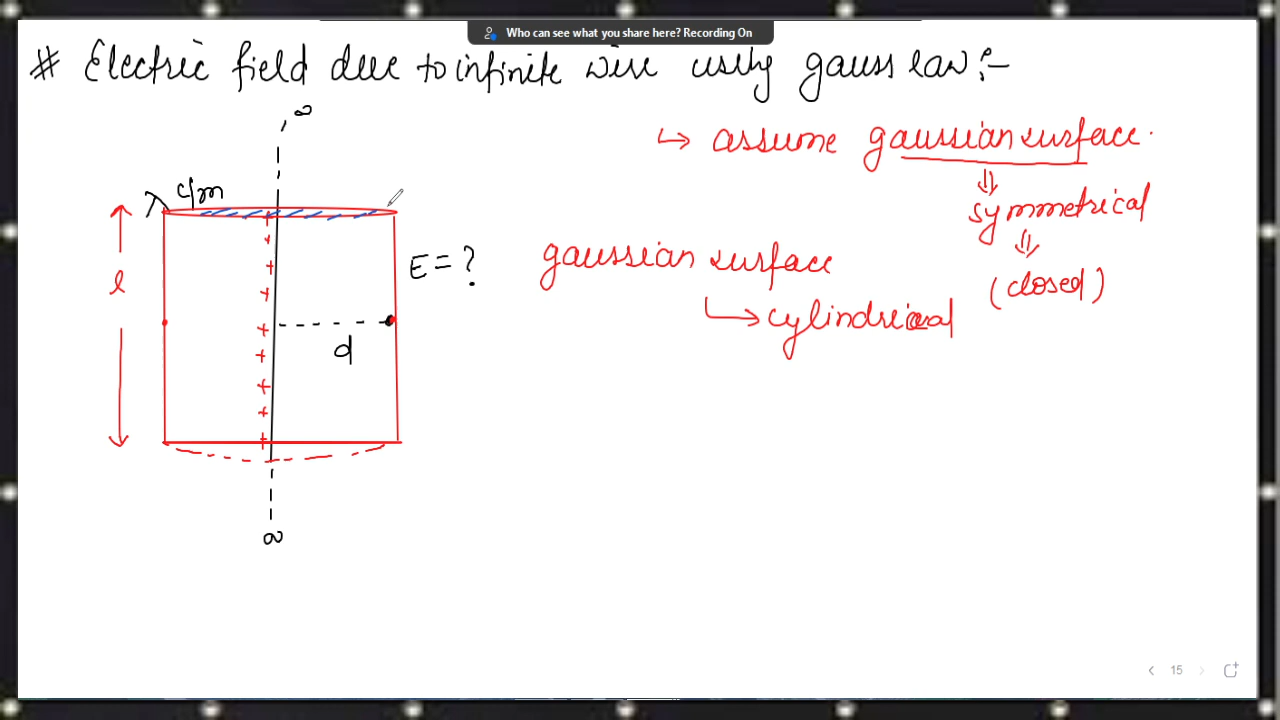 Who can see what you share here? Recording On
# Electric field due to infinite wire using gauss law :-
∞
↳ assume gaussian surface.
λ c/m
⇓
symmetrical
⇓
(closed)
E = ?
gaussian surface
↳ cylindrical
l
d
+
+
+
+
+
+
+
+
+
∞
< 15 >